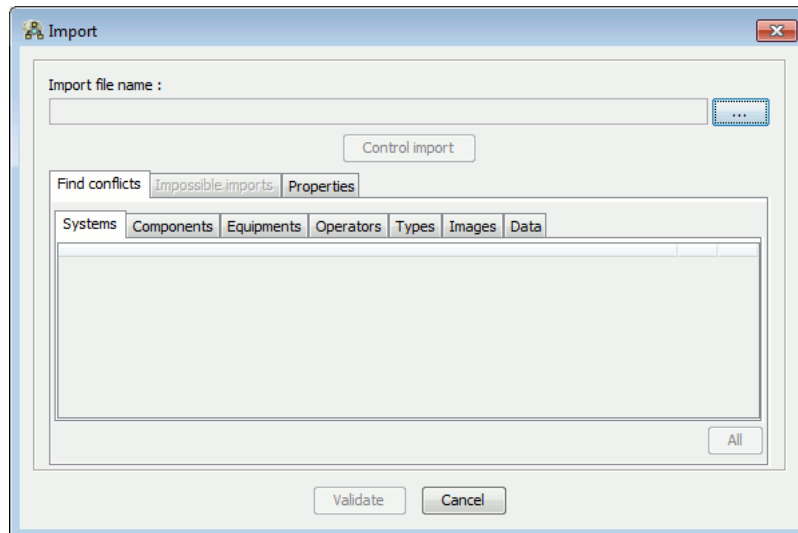 Import
Import file name :
...
Control import
Find conflicts Impossible imports Properties
Systems Components Equipments Operators Types Images Data
All
Validate Cancel